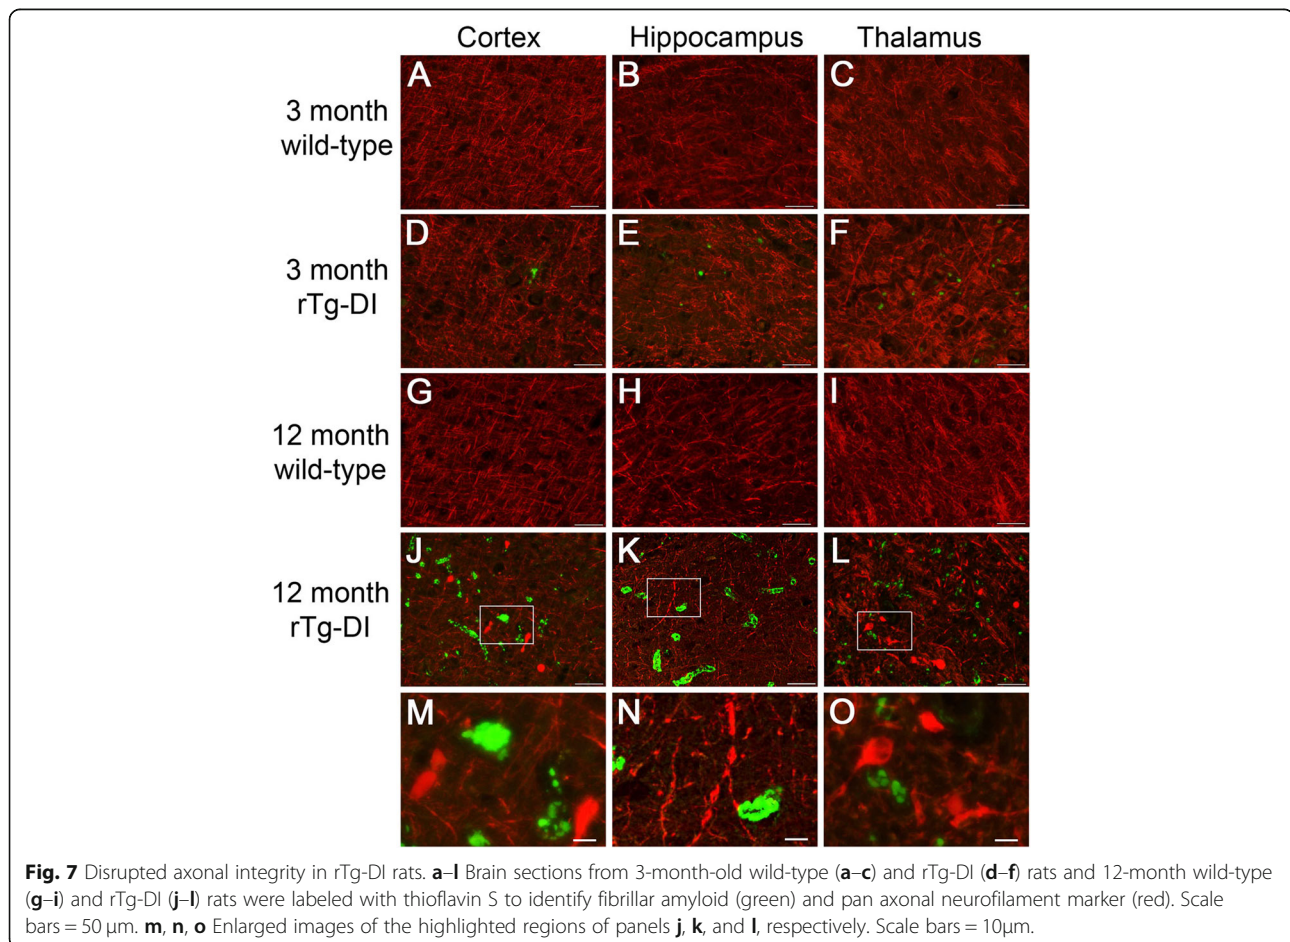 Cortex Hippocampus Thalamus
A B C
3 month
wild-type
D E F
3 month
rTg-DI
G H I
12 month
wild-type
J K L
12 month
rTg-DI
M N O
Fig. 7 Disrupted axonal integrity in rTg-DI rats. a–l Brain sections from 3-month-old wild-type (a–c) and rTg-DI (d–f) rats and 12-month wild-type
(g–i) and rTg-DI (j–l) rats were labeled with thioflavin S to identify fibrillar amyloid (green) and pan axonal neurofilament marker (red). Scale
bars = 50 μm. m, n, o Enlarged images of the highlighted regions of panels j, k, and l, respectively. Scale bars = 10μm.